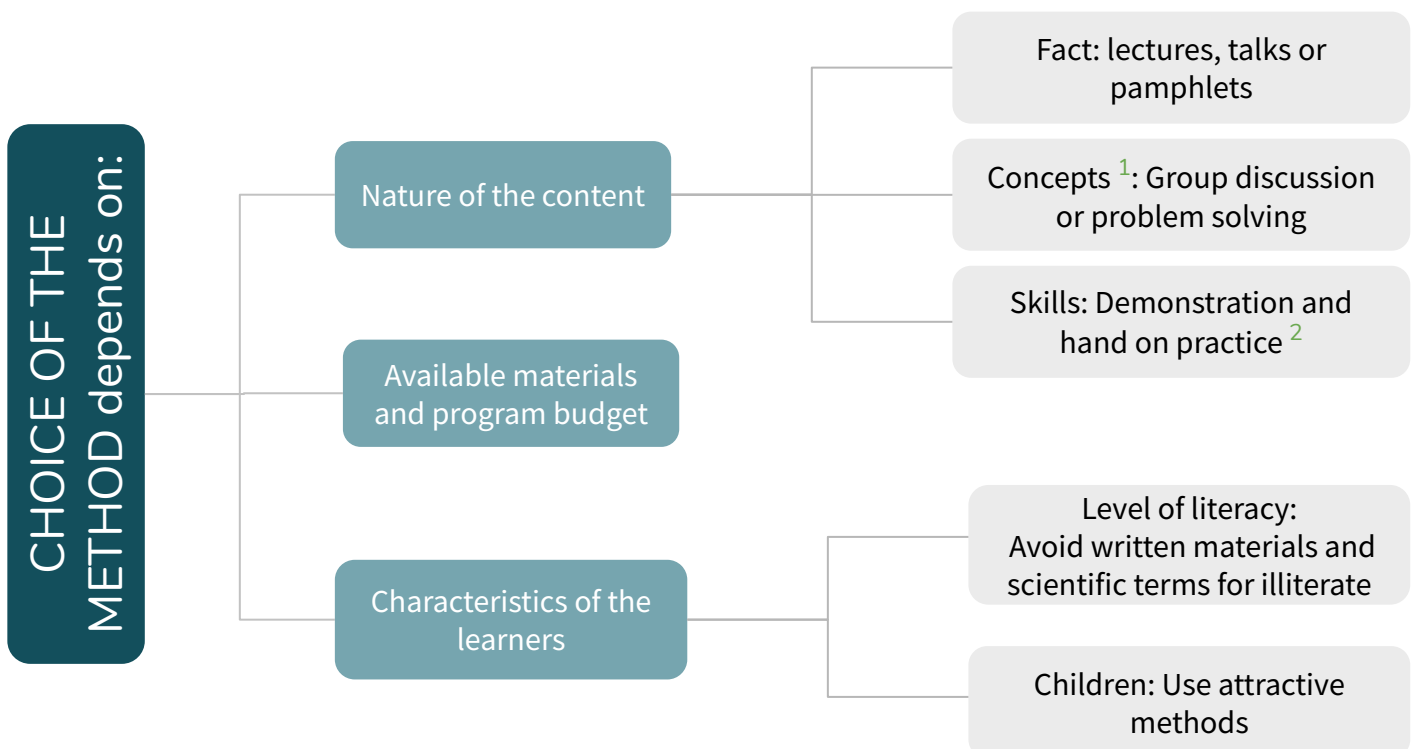 CHOICE OF THE
METHOD depends on:
Nature of the content
Fact: lectures, talks or
pamphlets
Concepts 1: Group discussion
or problem solving
Skills: Demonstration and
hand on practice 2
Available materials
and program budget
Characteristics of the
learners
Level of literacy:
Avoid written materials and
scientific terms for illiterate
Children: Use attractive
methods